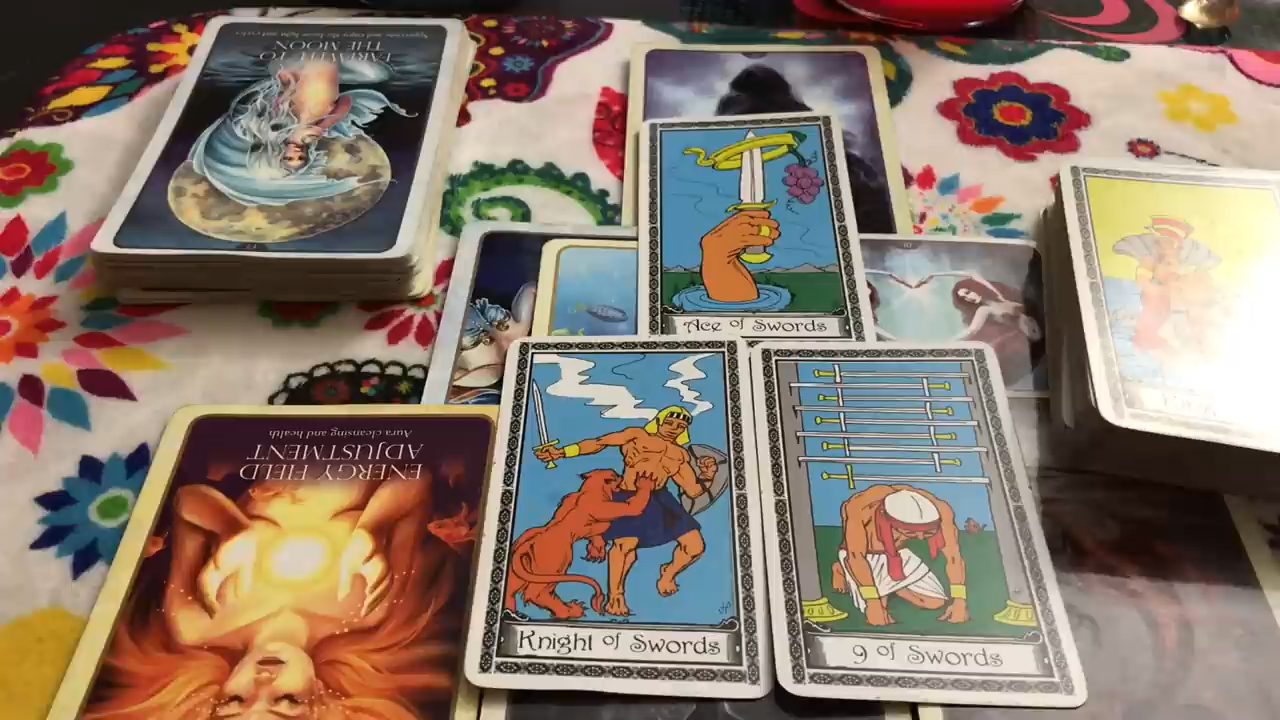 FAREWELL TO
THE MOON
Ace of Swords
ENERGY FIELD
ADJUSTMENT
Aura cleansing and health
Knight of Swords
9 of Swords